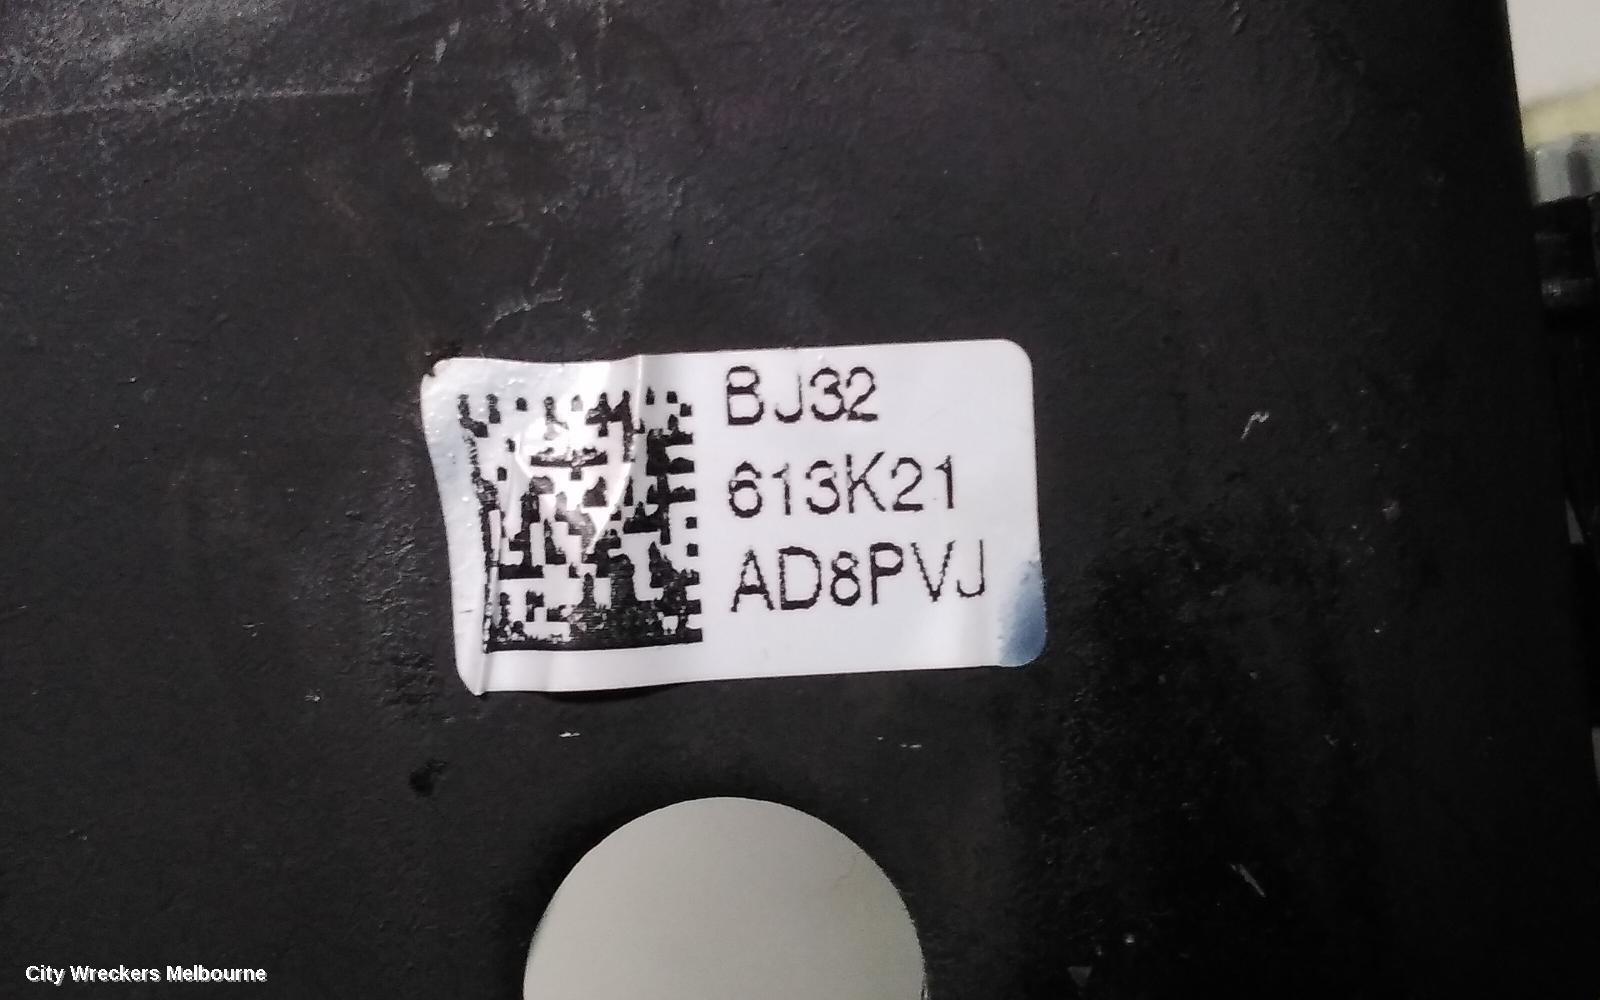 BJ32
613K21
AD8PVJ
City Wreckers Melbourne